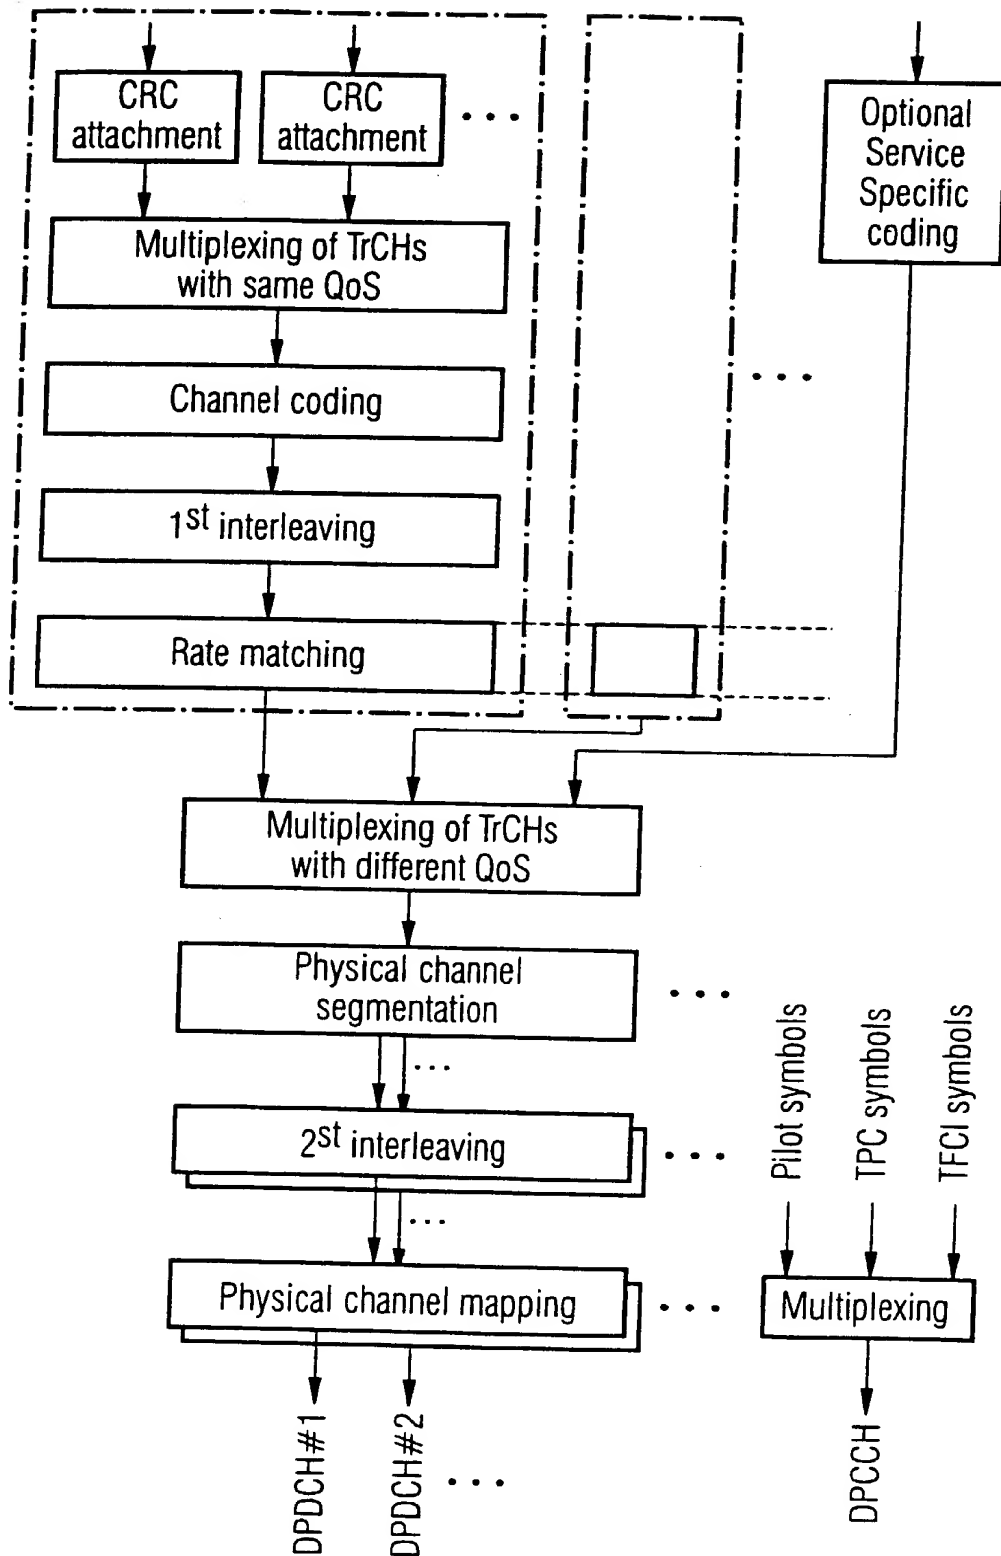 CRC
attachment
CRC
attachment
Optional
Service
Specific
coding
Multiplexing of TrCHs
with same QoS
Channel coding
1st interleaving
Rate matching
Multiplexing of TrCHs
with different QoS
Physical channel
segmentation
2st interleaving
Physical channel mapping
Pilot symbols
TPC symbols
TFCI symbols
Multiplexing
DPDCH#1
DPDCH#2
DPCCH